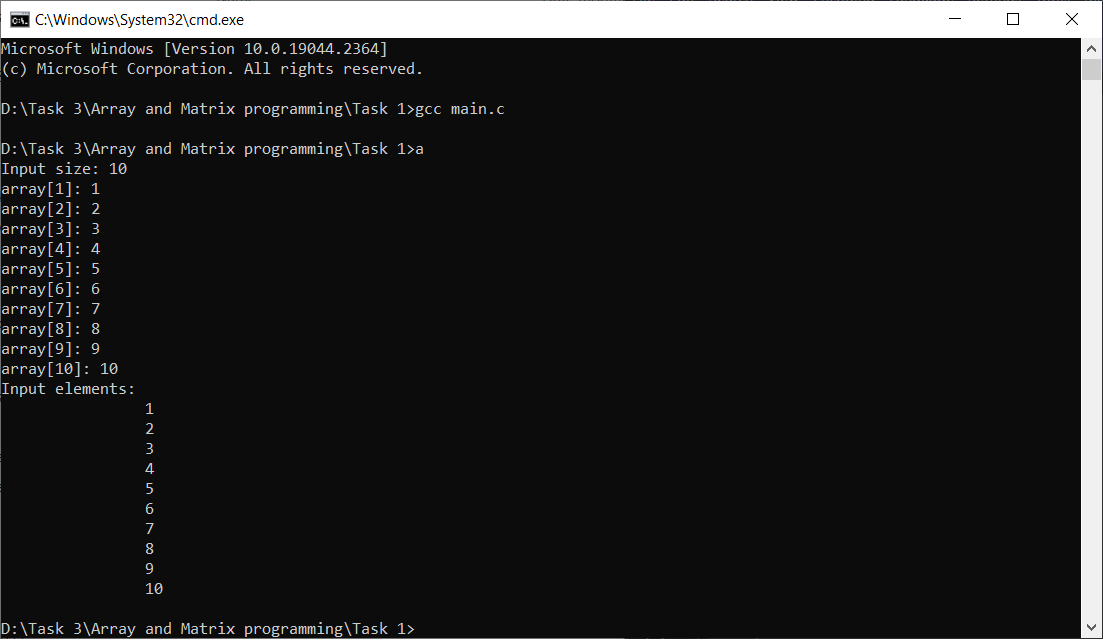 C:\Windows\System32\cmd.exe
Microsoft Windows [Version 10.0.19044.2364]
(c) Microsoft Corporation. All rights reserved.
D:\Task 3\Array and Matrix programming\Task 1>gcc main.c
D:\Task 3\Array and Matrix programming\Task 1>a
Input size: 10
array[1]: 1
array[2]: 2
array[3]: 3
array[4]: 4
array[5]: 5
array[6]: 6
array[7]: 7
array[8]: 8
array[9]: 9
array[10]: 10
Input elements:
1
2
3
4
5
6
7
8
9
10
D:\Task 3\Array and Matrix programming\Task 1>